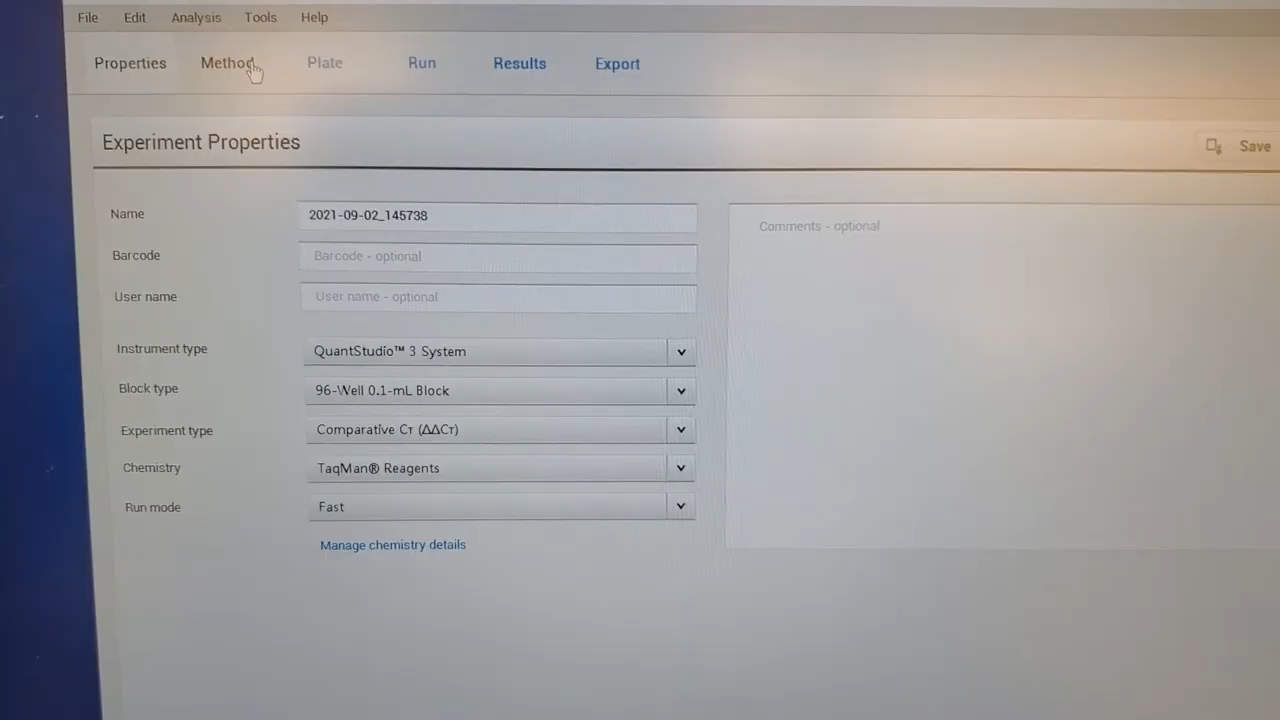 File Edit Analysis Tools Help
Properties Method Plate Run Results Export
Experiment Properties
Save
Name 2021-09-02_145738
Comments - optional
Barcode Barcode - optional
User name User name - optional
Instrument type QuantStudio™ 3 System
Block type 96-Well 0.1-mL Block
Experiment type Comparative Cт (ΔΔCт)
Chemistry TaqMan® Reagents
Run mode Fast
Manage chemistry details